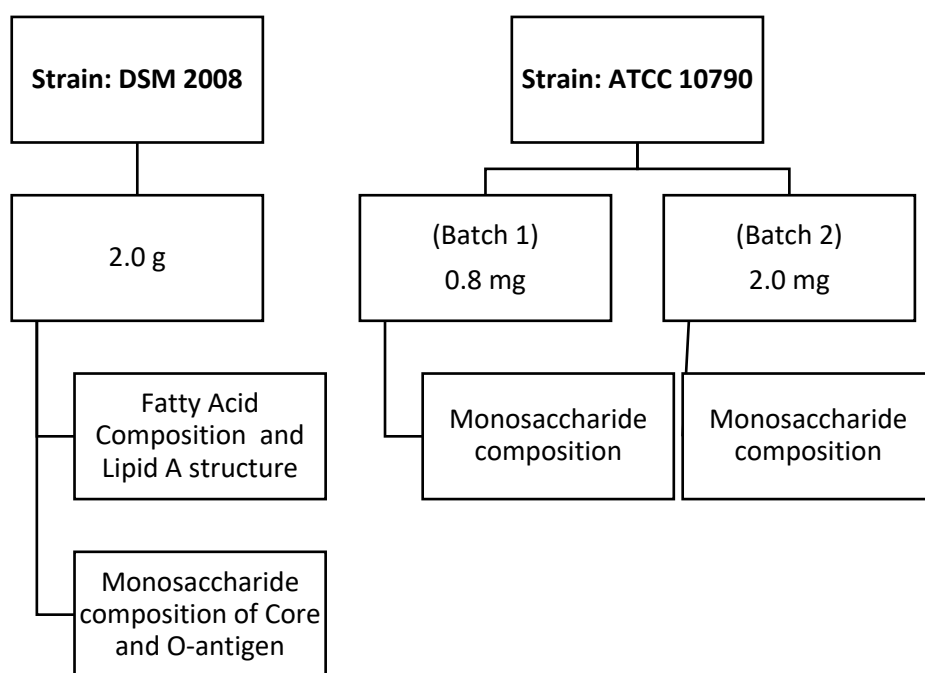 Strain: DSM 2008
Strain: ATCC 10790
2.0 g
(Batch 1)
0.8 mg
(Batch 2)
2.0 mg
Fatty Acid
Composition and
Lipid A structure
Monosaccharide
composition
Monosaccharide
composition
Monosaccharide
composition of Core
and O-antigen